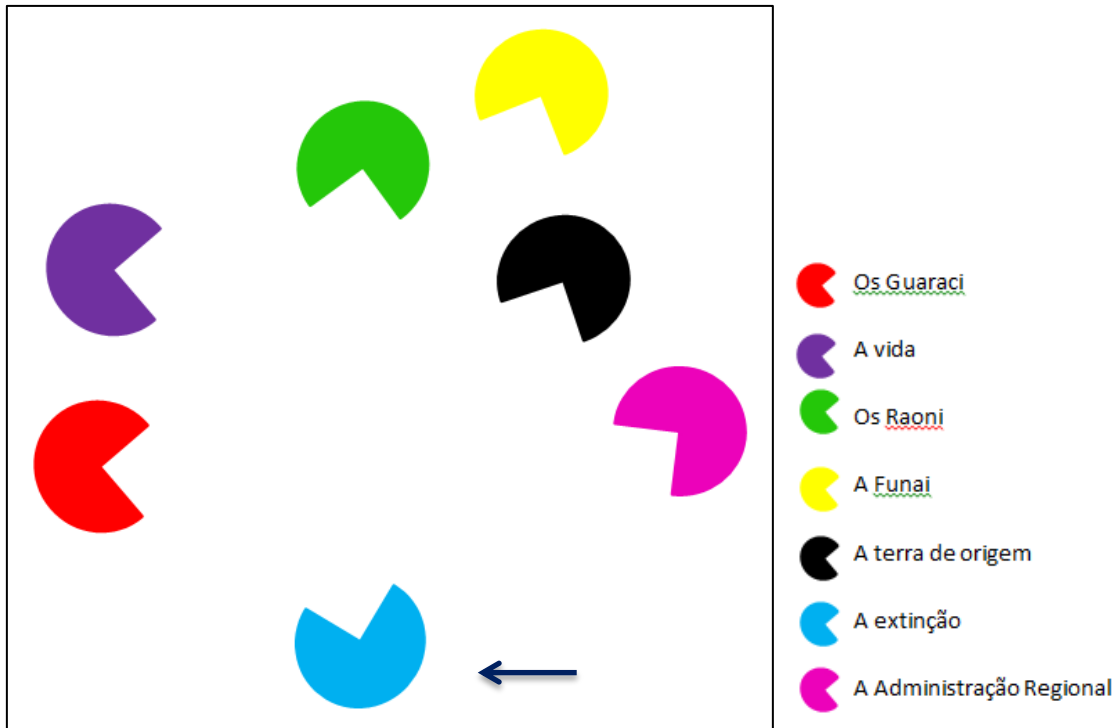 Os Guaraci
A vida
Os Raoni
A Funai
A terra de origem
A extinção
A Administração Regional